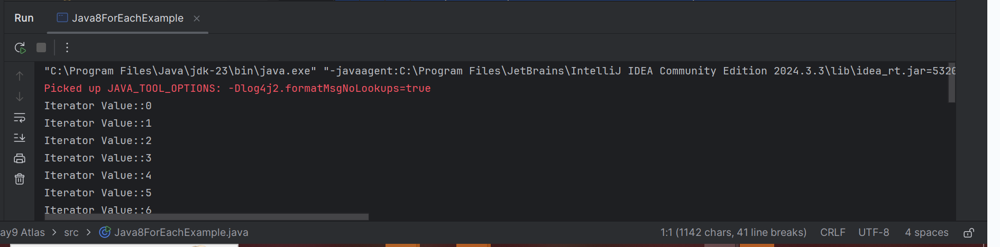 Run Java8ForEachExample
"C:\Program Files\Java\jdk-23\bin\java.exe" "-javaagent:C:\Program Files\JetBrains\IntelliJ IDEA Community Edition 2024.3.3\lib\idea_rt.jar=5320
Picked up JAVA_TOOL_OPTIONS: -Dlog4j2.formatMsgNoLookups=true
Iterator Value::0
Iterator Value::1
Iterator Value::2
Iterator Value::3
Iterator Value::4
Iterator Value::5
Iterator Value::6
ay9 Atlas > src > Java8ForEachExample.java 1:1 (1142 chars, 41 line breaks) CRLF UTF-8 4 spaces